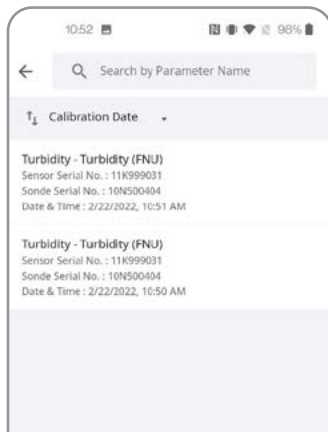 10:52 98%
Search by Parameter Name
Calibration Date
Turbidity - Turbidity (FNU)
Sensor Serial No. : 11K999031
Sonde Serial No. : 10N500404
Date & Time : 2/22/2022, 10:51 AM
Turbidity - Turbidity (FNU)
Sensor Serial No. : 11K999031
Sonde Serial No. : 10N500404
Date & Time : 2/22/2022, 10:50 AM